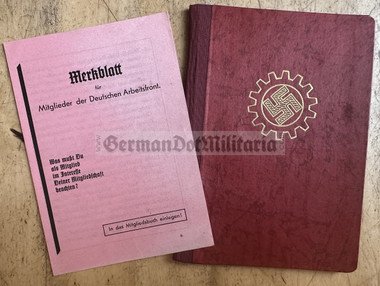 Merkblatt
für
Mitglieder der Deutschen Arbeitsfront.
Was mußt Du
als Mitglied
im Interesse
Deiner Mitgliedschaft
beachten?
In das Mitgliedsbuch einlegen!
GermanDotMilitaria